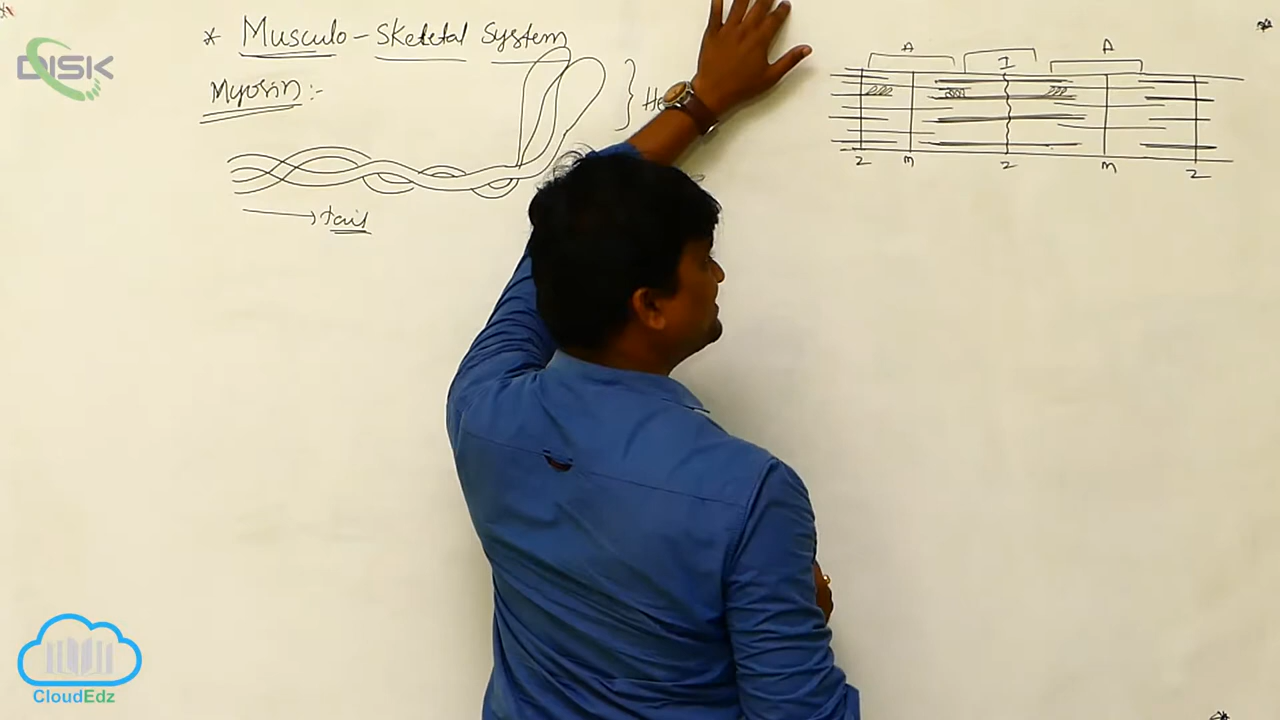 DISK
* Musculo - Skeletal System
Myosin :-
He
tail
A I A
Z M Z M Z
CloudEdz